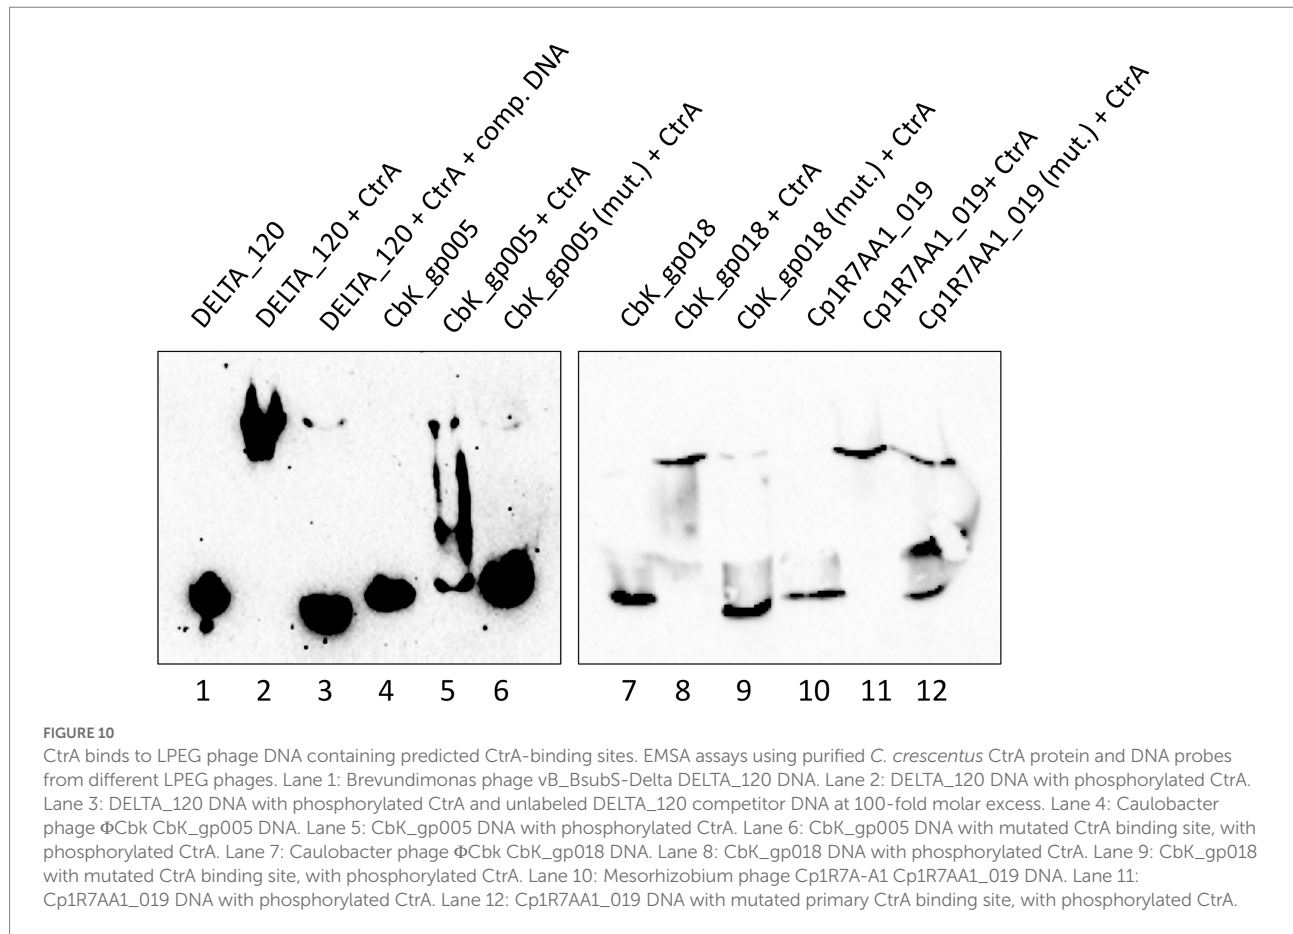 DELTA_120
DELTA_120 + CtrA
DELTA_120 + CtrA + comp. DNA
CbK_gp005
CbK_gp005 + CtrA
CbK_gp005 (mut.) + CtrA
CbK_gp018
CbK_gp018 + CtrA
CbK_gp018 (mut.) + CtrA
Cp1R7AA1_019
Cp1R7AA1_019+ CtrA
Cp1R7AA1_019 (mut.) + CtrA
1 2 3 4 5 6 7 8 9 10 11 12
FIGURE 10
CtrA binds to LPEG phage DNA containing predicted CtrA-binding sites. EMSA assays using purified C. crescentus CtrA protein and DNA probes
from different LPEG phages. Lane 1: Brevundimonas phage vB_BsubS-Delta DELTA_120 DNA. Lane 2: DELTA_120 DNA with phosphorylated CtrA.
Lane 3: DELTA_120 DNA with phosphorylated CtrA and unlabeled DELTA_120 competitor DNA at 100-fold molar excess. Lane 4: Caulobacter
phage ΦCbk CbK_gp005 DNA. Lane 5: CbK_gp005 DNA with phosphorylated CtrA. Lane 6: CbK_gp005 DNA with mutated CtrA binding site, with
phosphorylated CtrA. Lane 7: Caulobacter phage ΦCbk CbK_gp018 DNA. Lane 8: CbK_gp018 DNA with phosphorylated CtrA. Lane 9: CbK_gp018
with mutated CtrA binding site, with phosphorylated CtrA. Lane 10: Mesorhizobium phage Cp1R7A-A1 Cp1R7AA1_019 DNA. Lane 11:
Cp1R7AA1_019 DNA with phosphorylated CtrA. Lane 12: Cp1R7AA1_019 DNA with mutated primary CtrA binding site, with phosphorylated CtrA.